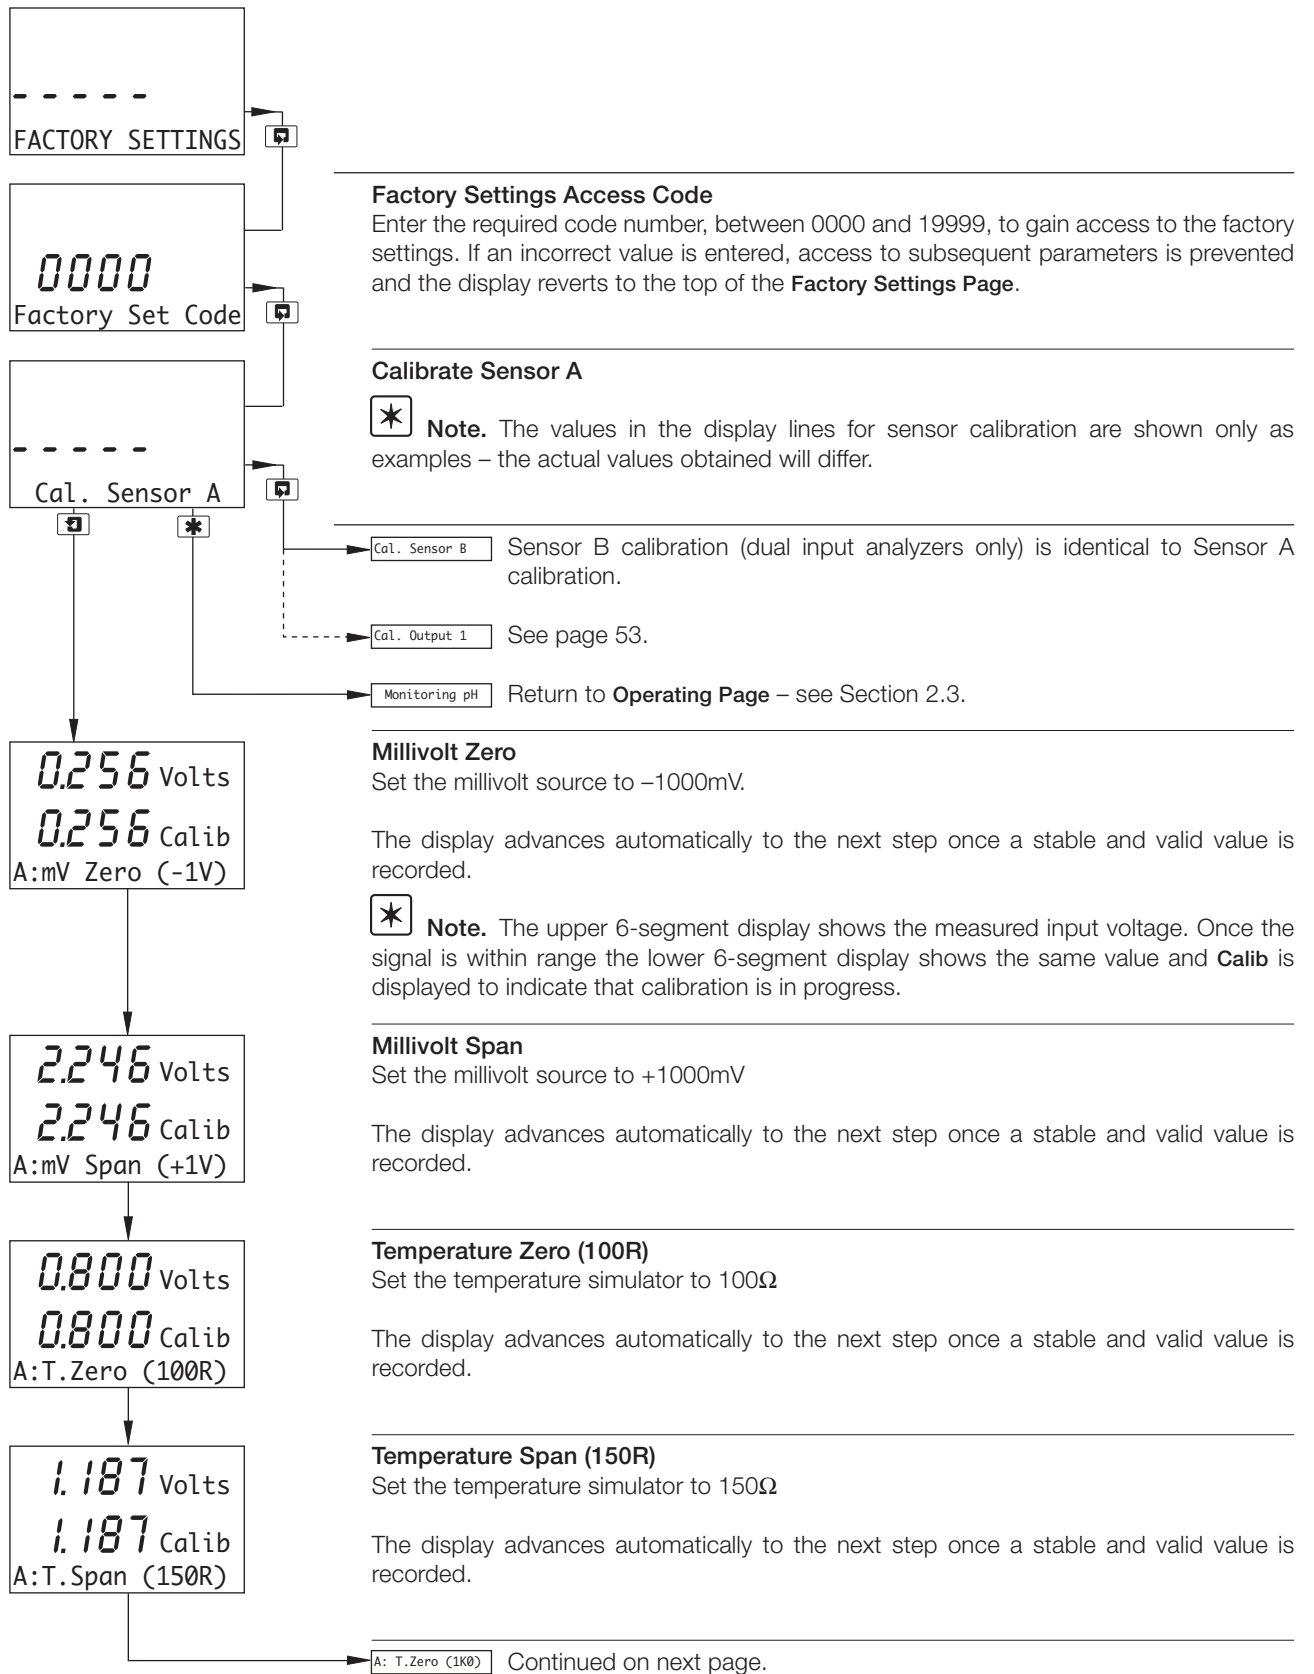 - - - - -
FACTORY SETTINGS
Factory Settings Access Code
Enter the required code number, between 0000 and 19999, to gain access to the factory
settings. If an incorrect value is entered, access to subsequent parameters is prevented
and the display reverts to the top of the Factory Settings Page.
0000
Factory Set Code
Calibrate Sensor A
Note. The values in the display lines for sensor calibration are shown only as
examples – the actual values obtained will differ.
- - - - -
Cal. Sensor A
Cal. Sensor B
Sensor B calibration (dual input analyzers only) is identical to Sensor A
calibration.
Cal. Output 1
See page 53.
Monitoring pH
Return to Operating Page – see Section 2.3.
0.256 Volts
0.256 Calib
A:mV Zero (-1V)
Millivolt Zero
Set the millivolt source to –1000mV.
The display advances automatically to the next step once a stable and valid value is
recorded.
Note. The upper 6-segment display shows the measured input voltage. Once the
signal is within range the lower 6-segment display shows the same value and Calib is
displayed to indicate that calibration is in progress.
2.246 Volts
2.246 Calib
A:mV Span (+1V)
Millivolt Span
Set the millivolt source to +1000mV
The display advances automatically to the next step once a stable and valid value is
recorded.
0.800 Volts
0.800 Calib
A:T.Zero (100R)
Temperature Zero (100R)
Set the temperature simulator to 100Ω
The display advances automatically to the next step once a stable and valid value is
recorded.
1.187 Volts
1.187 Calib
A:T.Span (150R)
Temperature Span (150R)
Set the temperature simulator to 150Ω
The display advances automatically to the next step once a stable and valid value is
recorded.
A: T.Zero (1K0)
Continued on next page.